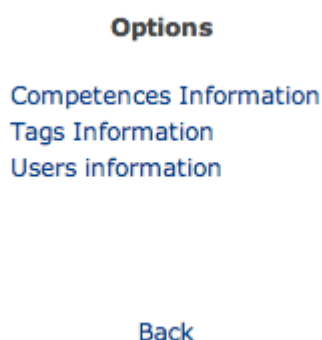 Options
Competences Information
Tags Information
Users information
Back